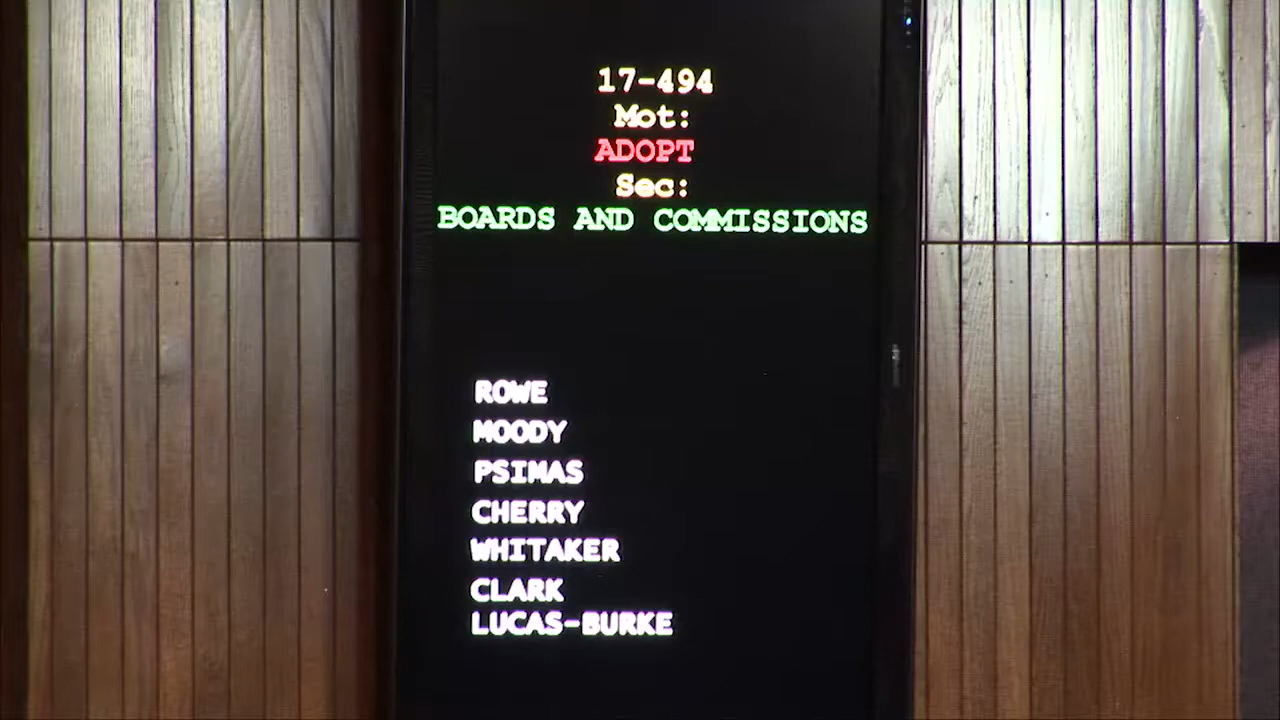 17-494
Mot:
ADOPT
Sec:
BOARDS AND COMMISSIONS
ROWE
MOODY
PSIMAS
CHERRY
WHITAKER
CLARK
LUCAS-BURKE